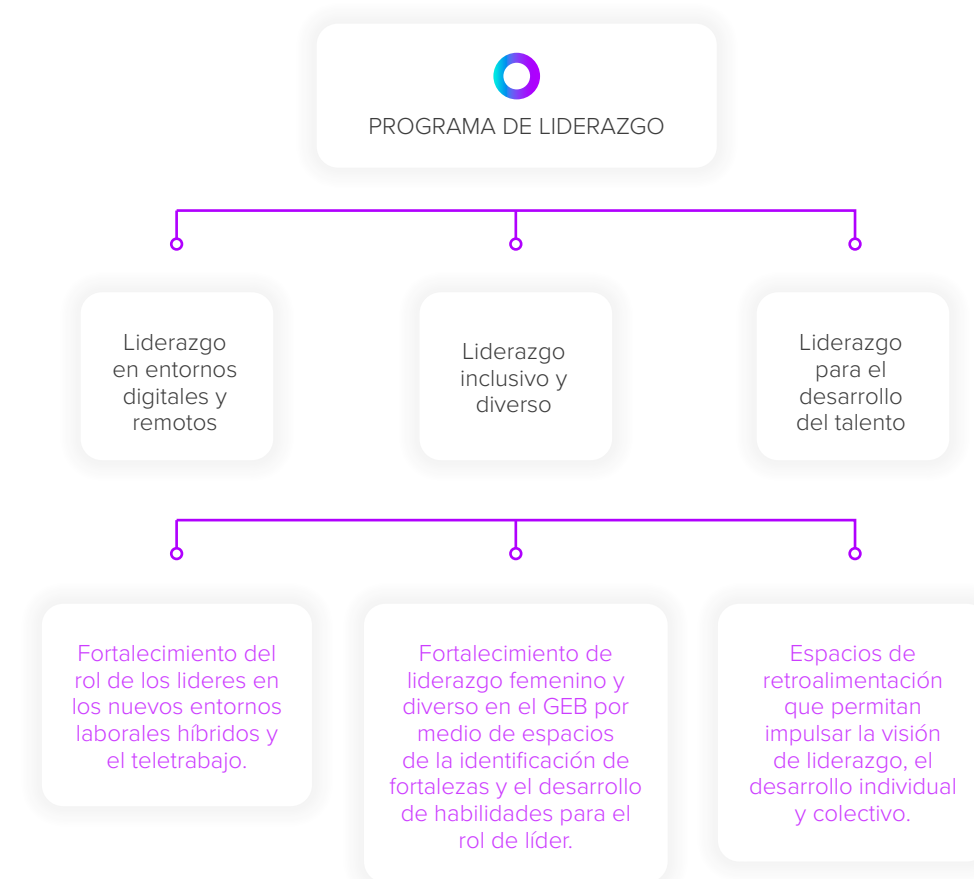 PROGRAMA DE LIDERAZGO
Liderazgo
en entornos
digitales y
remotos
Liderazgo
inclusivo y
diverso
Liderazgo
para el
desarrollo
del talento
Fortalecimiento del
rol de los lideres en
los nuevos entornos
laborales híbridos y
el teletrabajo.
Fortalecimiento de
liderazgo femenino y
diverso en el GEB por
medio de espacios
de la identificación de
fortalezas y el desarrollo
de habilidades para el
rol de líder.
Espacios de
retroalimentación
que permitan
impulsar la visión
de liderazgo, el
desarrollo individual
y colectivo.